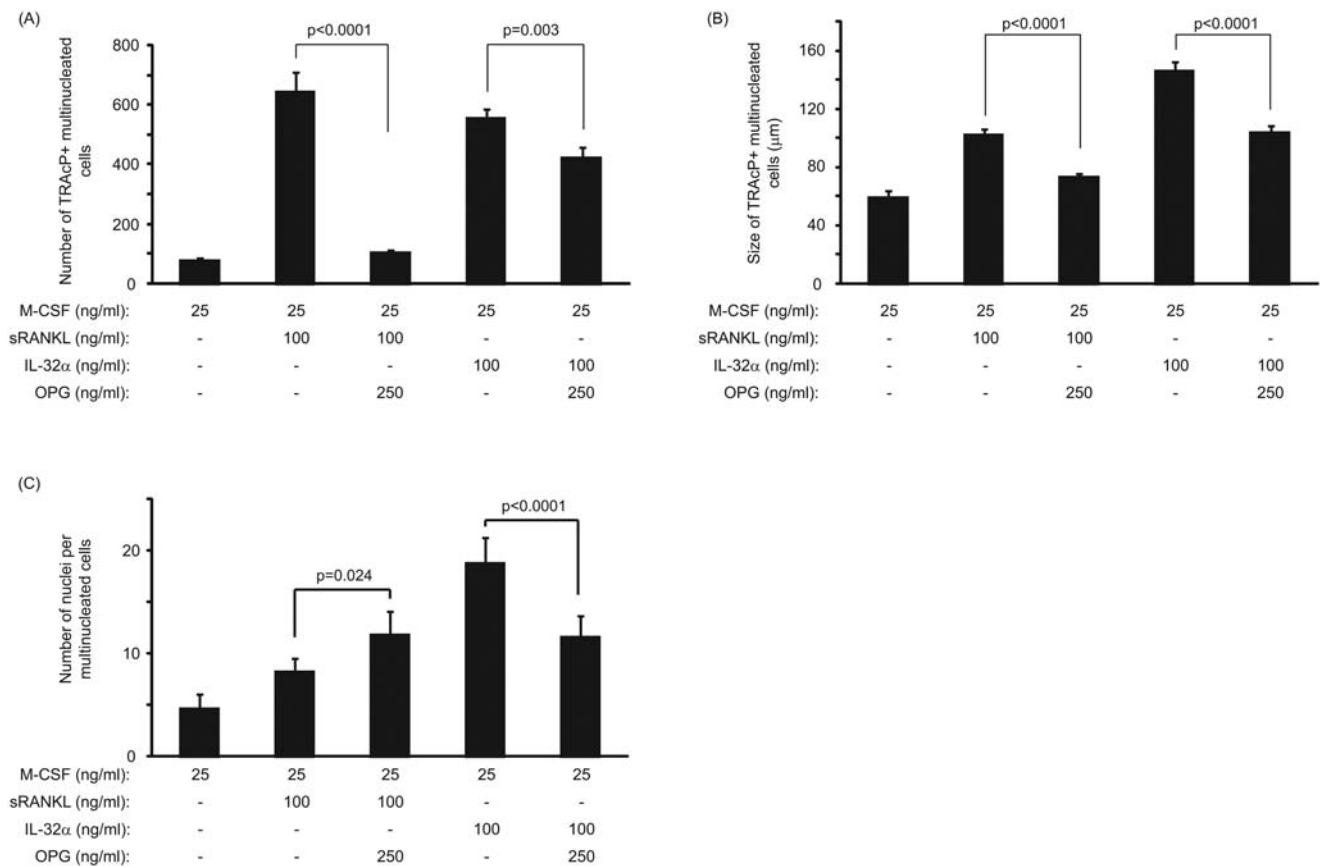 (A)
p<0.0001
p=0.003
800
600
400
200
0
Number of TRAcP+ multinucleated
cells
M-CSF (ng/ml): 25 25 25 25 25
sRANKL (ng/ml): - 100 100 - -
IL-32α (ng/ml): - - - 100 100
OPG (ng/ml): - - 250 - 250
(B)
p<0.0001
p<0.0001
160
120
80
40
0
Size of TRAcP+ multinucleated
cells (μm)
M-CSF (ng/ml): 25 25 25 25 25
sRANKL (ng/ml): - 100 100 - -
IL-32α (ng/ml): - - - 100 100
OPG (ng/ml): - - 250 - 250
(C)
p<0.0001
p=0.024
20
10
0
Number of nuclei per
multinucleated cells
M-CSF (ng/ml): 25 25 25 25 25
sRANKL (ng/ml): - 100 100 - -
IL-32α (ng/ml): - - - 100 100
OPG (ng/ml): - - 250 - 250